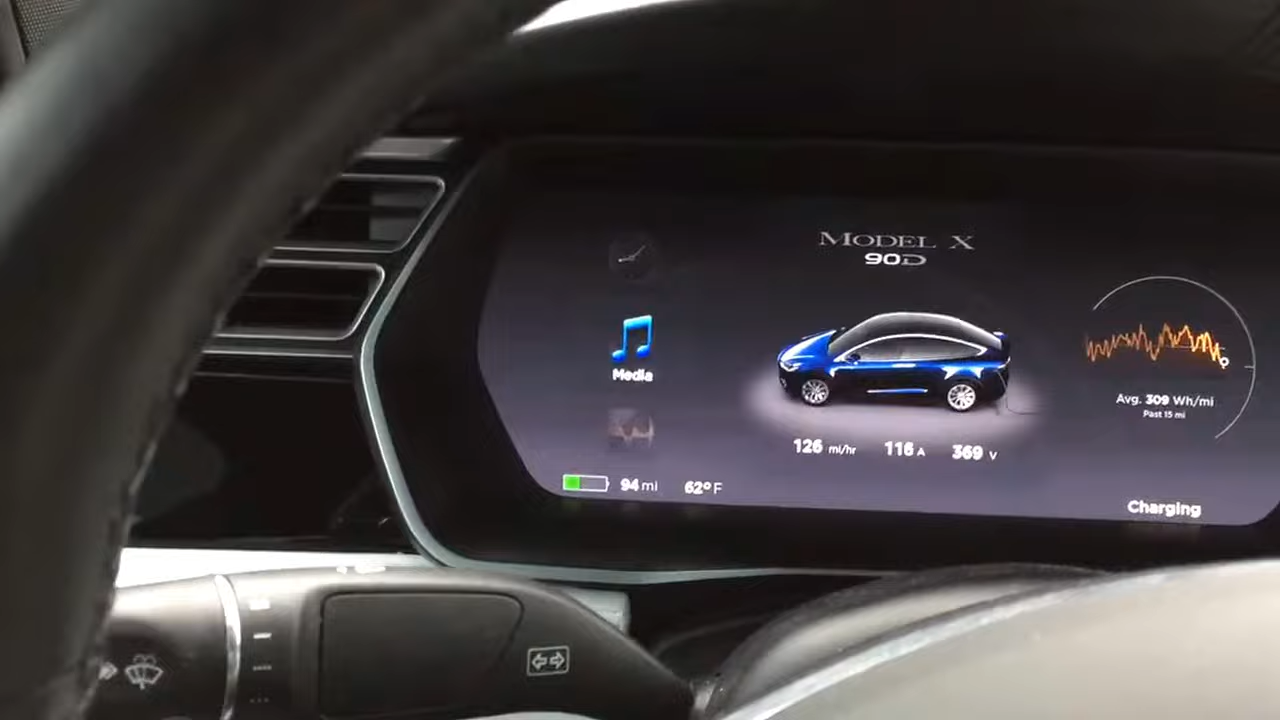 MODEL X
90D
Media
Avg. 309 Wh/mi
Past 15 mi
126 mi/hr 116 A 369 V
94 mi 62° F
Charging